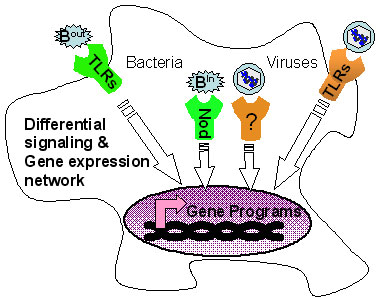 Bout
TLRs
Bacteria
Bin
Nod
?
Viruses
TLRs
Differential
signaling &
Gene expression
network
Gene Programs